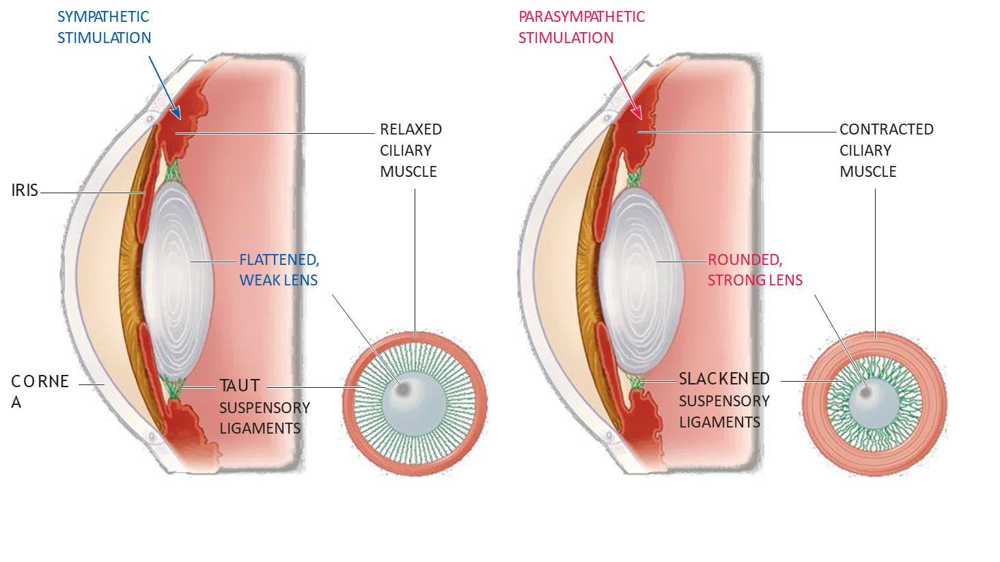 SYMPATHETIC
STIMULATION
RELAXED
CILIARY
MUSCLE
IRIS
FLATTENED,
WEAK LENS
CORNE
A
TAUT
SUSPENSORY
LIGAMENTS
PARASYMPATHETIC
STIMULATION
CONTRACTED
CILIARY
MUSCLE
ROUNDED,
STRONG LENS
SLACKENED
SUSPENSORY
LIGAMENTS